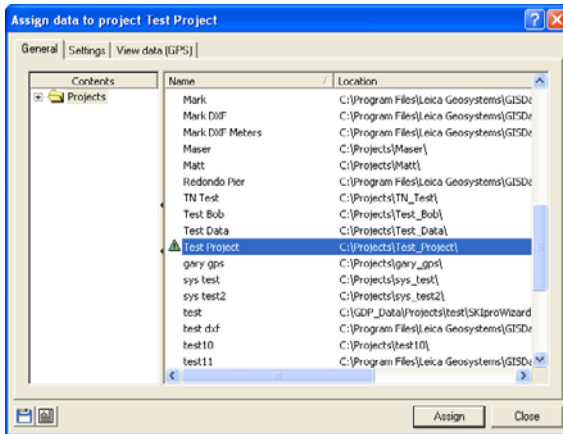 Assign data to project Test Project
General Settings View data (GPS)
Contents Name Location
Projects
Mark C:\Program Files\Leica Geosystems\GISDa
Mark DXF C:\Program Files\Leica Geosystems\GISDa
Mark DXF Meters C:\Program Files\Leica Geosystems\GISDa
Maser C:\Projects\Maser\
Matt C:\Projects\Matt\
Redondo Pier C:\Program Files\Leica Geosystems\GISDa
TN Test C:\Projects\TN_Test\
Test Bob C:\Projects\Test_Bob\
Test Data C:\Projects\Test_Data\
Test Project C:\Projects\Test_Project\
gary gps C:\Projects\gary_gps\
sys test C:\Projects\sys_test\
sys test2 C:\Projects\sys_test2\
test C:\GDP_Data\Projects\test\SKIproWizard
test dxf C:\Program Files\Leica Geosystems\GISDa
test10 C:\Projects\test10\
test11 C:\Program Files\Leica Geosystems\GISDa
Assign Close